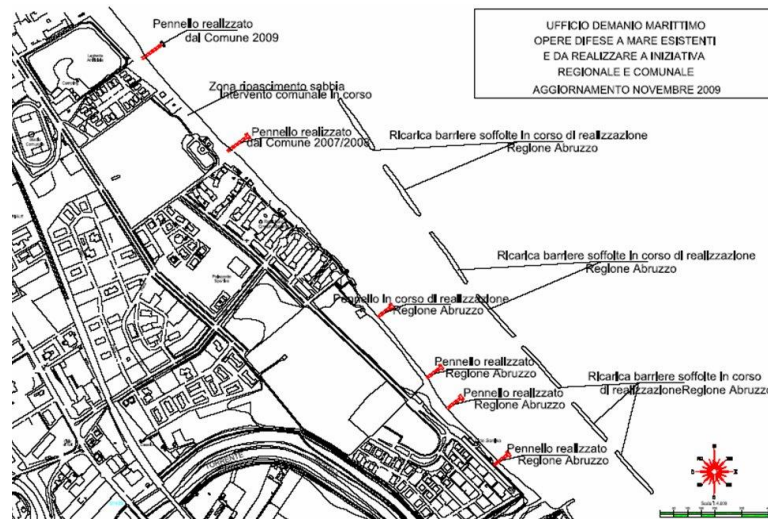 UFFICIO DEMANIO MARITTIMO
OPERE DIFESE A MARE ESISTENTI
E DA REALIZZARE A INIZIATIVA
REGIONALE E COMUNALE
AGGIORNAMENTO NOVEMBRE 2009
Pennello realizzato
dal Comune 2009
Zona ripascimento sabbia
Intervento comunale in corso
Pennello realizzato
dal Comune 2007/2008
Ricarica barriere soffolte in corso di realizzazione
Regione Abruzzo
Ricarica barriere soffolte in corso di realizzazione
Regione Abruzzo
Pennello in corso di realizzazione
Regione Abruzzo
Pennello realizzato
Regione Abruzzo
Ricarica barriere soffolte in corso
di realizzazioneRegione Abruzzo
Pennello realizzato
Regione Abruzzo
Pennello realizzato
Regione Abruzzo
TORRENTE